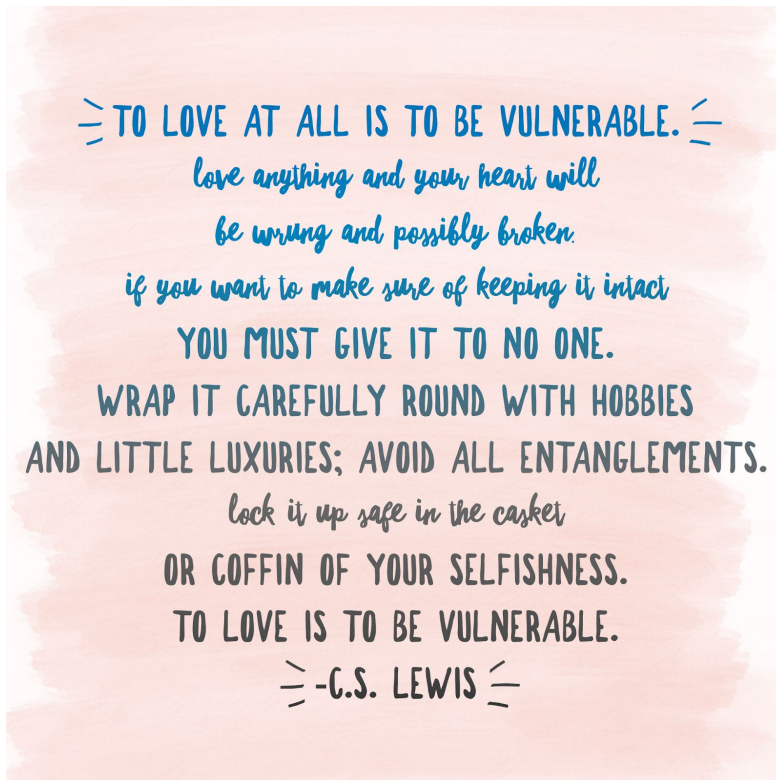 TO LOVE AT ALL IS TO BE VULNERABLE.
love anything and your heart will
be wrung and possibly broken.
if you want to make sure of keeping it intact
YOU MUST GIVE IT TO NO ONE.
WRAP IT CAREFULLY ROUND WITH HOBBIES
AND LITTLE LUXURIES; AVOID ALL ENTANGLEMENTS.
lock it up safe in the casket
OR COFFIN OF YOUR SELFISHNESS.
TO LOVE IS TO BE VULNERABLE.
-C.S. LEWIS